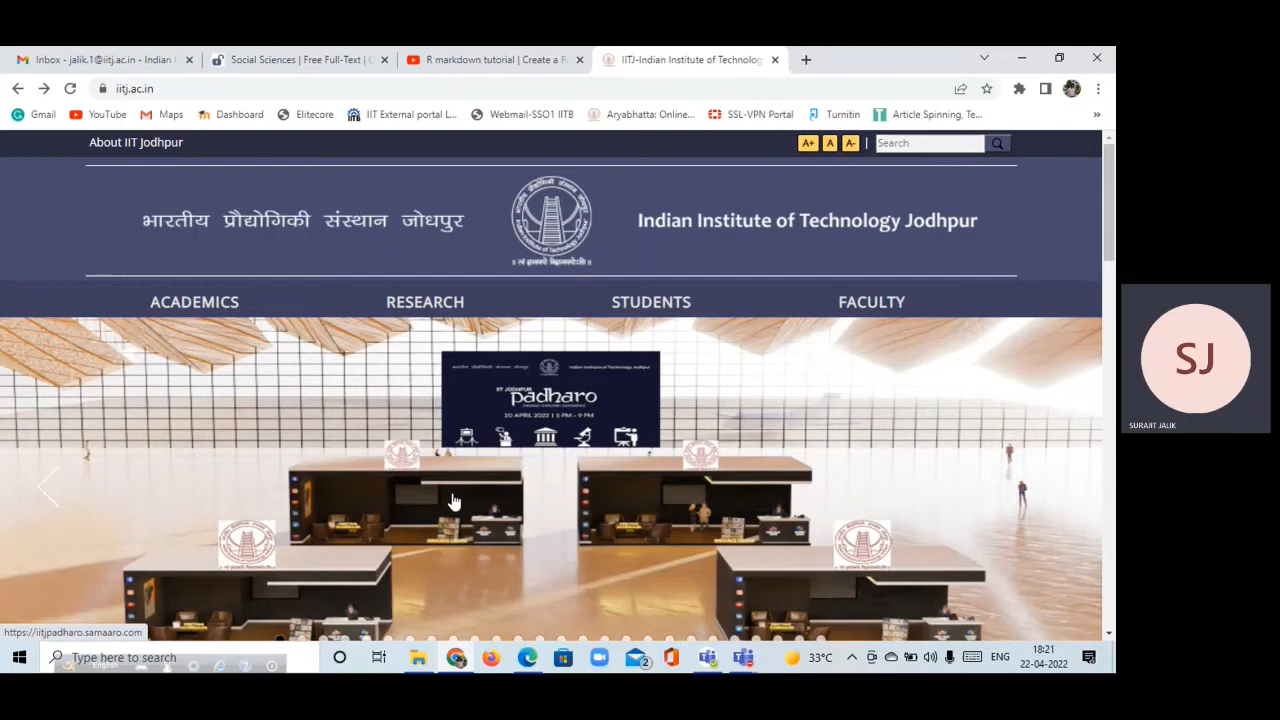 Inbox - jalik.1@iitj.ac.in - Indian I
Social Sciences | Free Full-Text | C
R markdown tutorial | Create a R
IITJ-Indian Institute of Technolog
iitj.ac.in
Gmail
YouTube
Maps
Dashboard
Elitecore
IIT External portal L...
Webmail-SSO1 IITB
Aryabhatta: Online...
SSL-VPN Portal
Turnitin
Article Spinning, Te...
About IIT Jodhpur
A+ A A- | Search
भारतीय प्रौद्योगिकी संस्थान जोधपुर
Indian Institute of Technology Jodhpur
ACADEMICS RESEARCH STUDENTS FACULTY
IIT JODHPUR
padharo
20 APRIL 2022 | 5 PM - 9 PM
SJ
SURAJIT JALIK
https://iitjpadharo.samaaro.com
Type here to search
English
2
33°C
ENG
18:21
22-04-2022